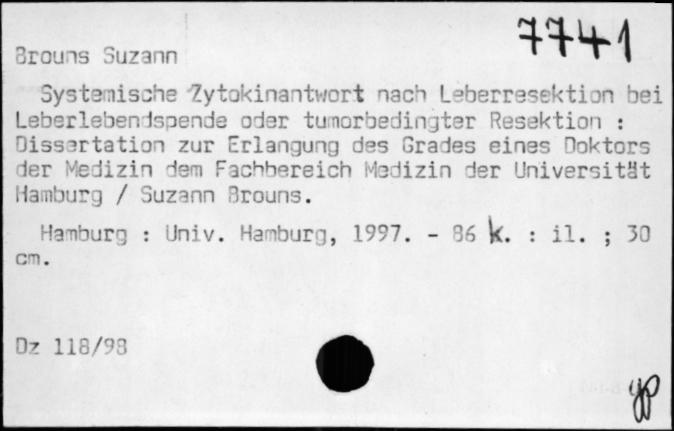 7741
Brouns Suzann
Systemische Zytokinantwort nach Leberresektion bei
Leberlebendspende oder tumorbedingter Resektion :
Dissertation zur Erlangung des Grades eines Doktors
der Medizin dem Fachbereich Medizin der Universität
Hamburg / Suzann Brouns.
Hamburg : Univ. Hamburg, 1997. - 86 k. : il. ; 30
cm.
Dz 118/98
yp